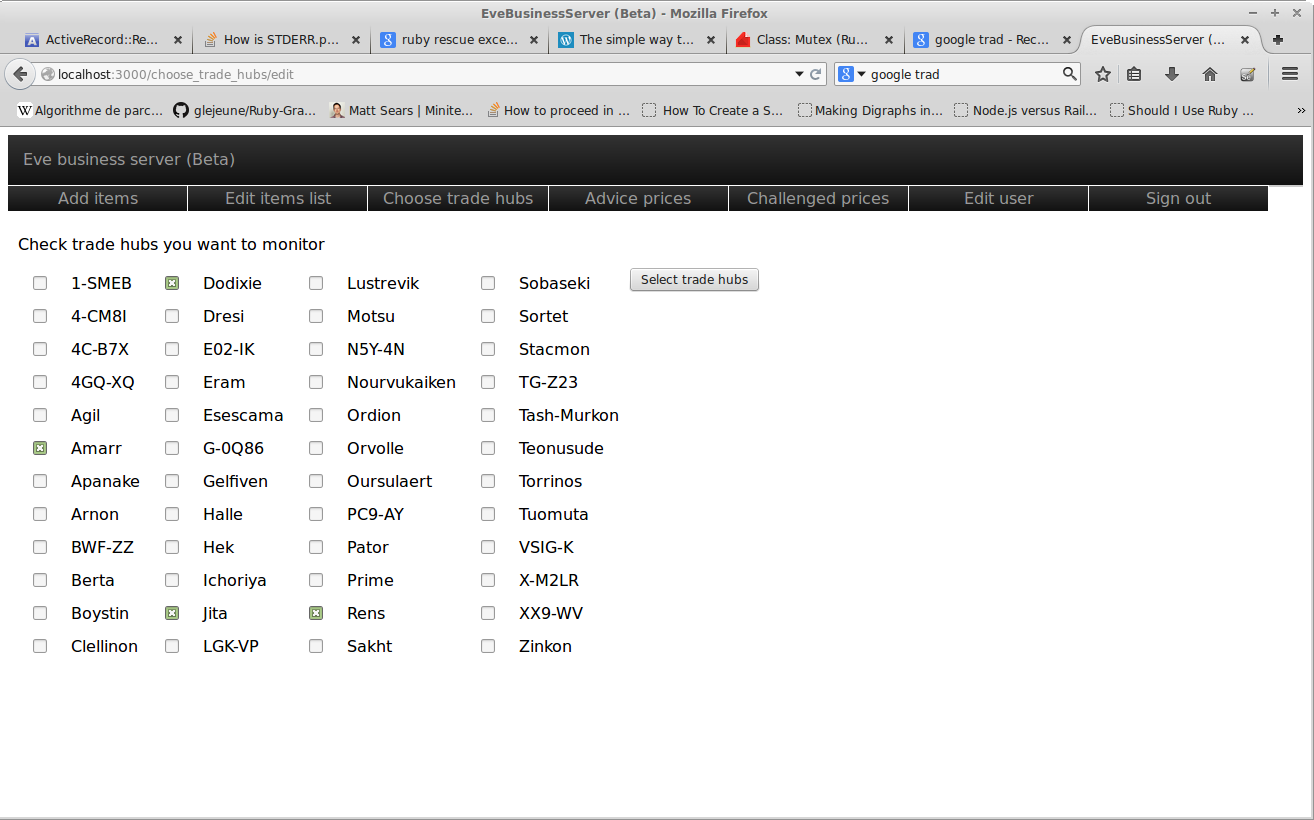 EveBusinessServer (Beta) - Mozilla Firefox
ActiveRecord::Re... How is STDERR.p... ruby rescue exce... The simple way t... Class: Mutex (Ru... google trad - Rec... EveBusinessServer (...
localhost:3000/choose_trade_hubs/edit google trad
Algorithme de parc... glejeune/Ruby-Gra... Matt Sears | Minite... How to proceed in ... How To Create a S... Making Digraphs in... Node.js versus Rail... Should I Use Ruby ...
Eve business server (Beta)
Add items Edit items list Choose trade hubs Advice prices Challenged prices Edit user Sign out
Check trade hubs you want to monitor
1-SMEB Dodixie Lustrevik Sobaseki Select trade hubs
4-CM8I Dresi Motsu Sortet
4C-B7X E02-IK N5Y-4N Stacmon
4GQ-XQ Eram Nourvukaiken TG-Z23
Agil Esescama Ordion Tash-Murkon
Amarr G-0Q86 Orvolle Teonusude
Apanake Gelfiven Oursulaert Torrinos
Arnon Halle PC9-AY Tuomuta
BWF-ZZ Hek Pator VSIG-K
Berta Ichoriya Prime X-M2LR
Boystin Jita Rens XX9-WV
Clellinon LGK-VP Sakht Zinkon